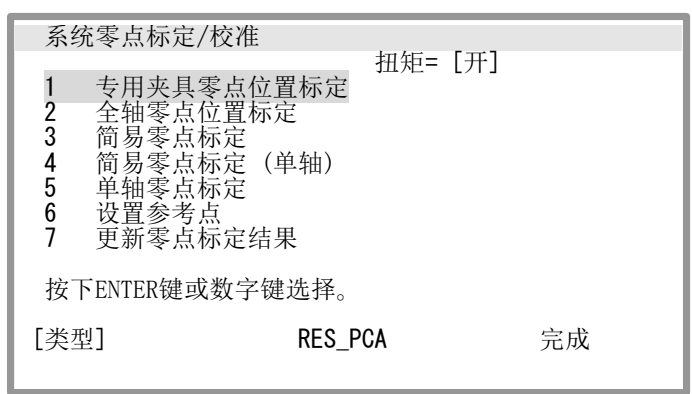 系统零点标定/校准
扭矩= [开]
1 专用夹具零点位置标定
2 全轴零点位置标定
3 简易零点标定
4 简易零点标定 (单轴)
5 单轴零点标定
6 设置参考点
7 更新零点标定结果
按下ENTER键或数字键选择。
[类型] RES_PCA 完成